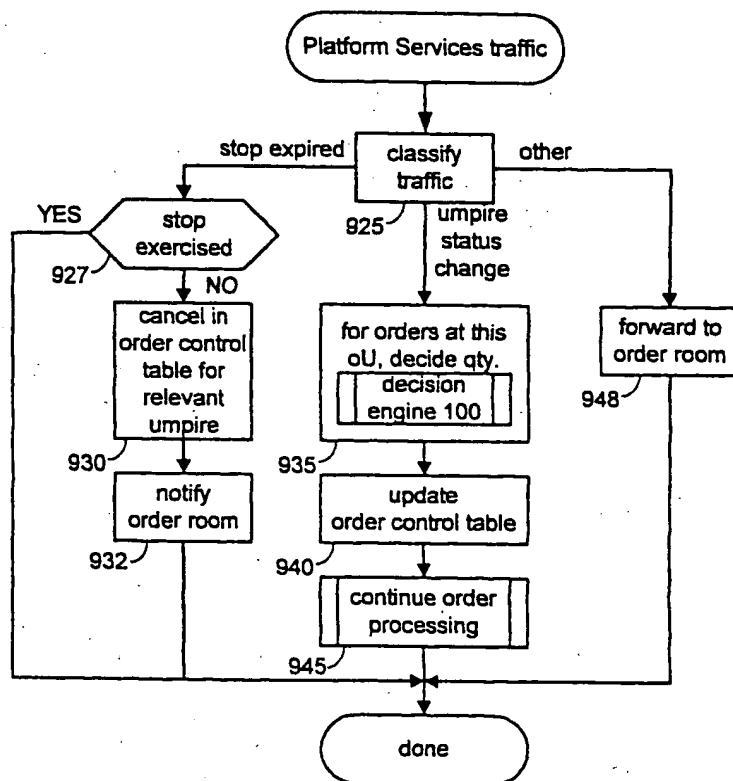 Platform Services traffic
stop expired
classify
traffic
other
925
umpire
status
change
YES
stop
exercised
927
NO
cancel in
order control
table for
relevant
umpire
930
notify
order room
932
for orders at this
oU, decide qty.
decision
engine 100
935
update
order control table
940
continue order
processing
945
forward to
order room
948
done